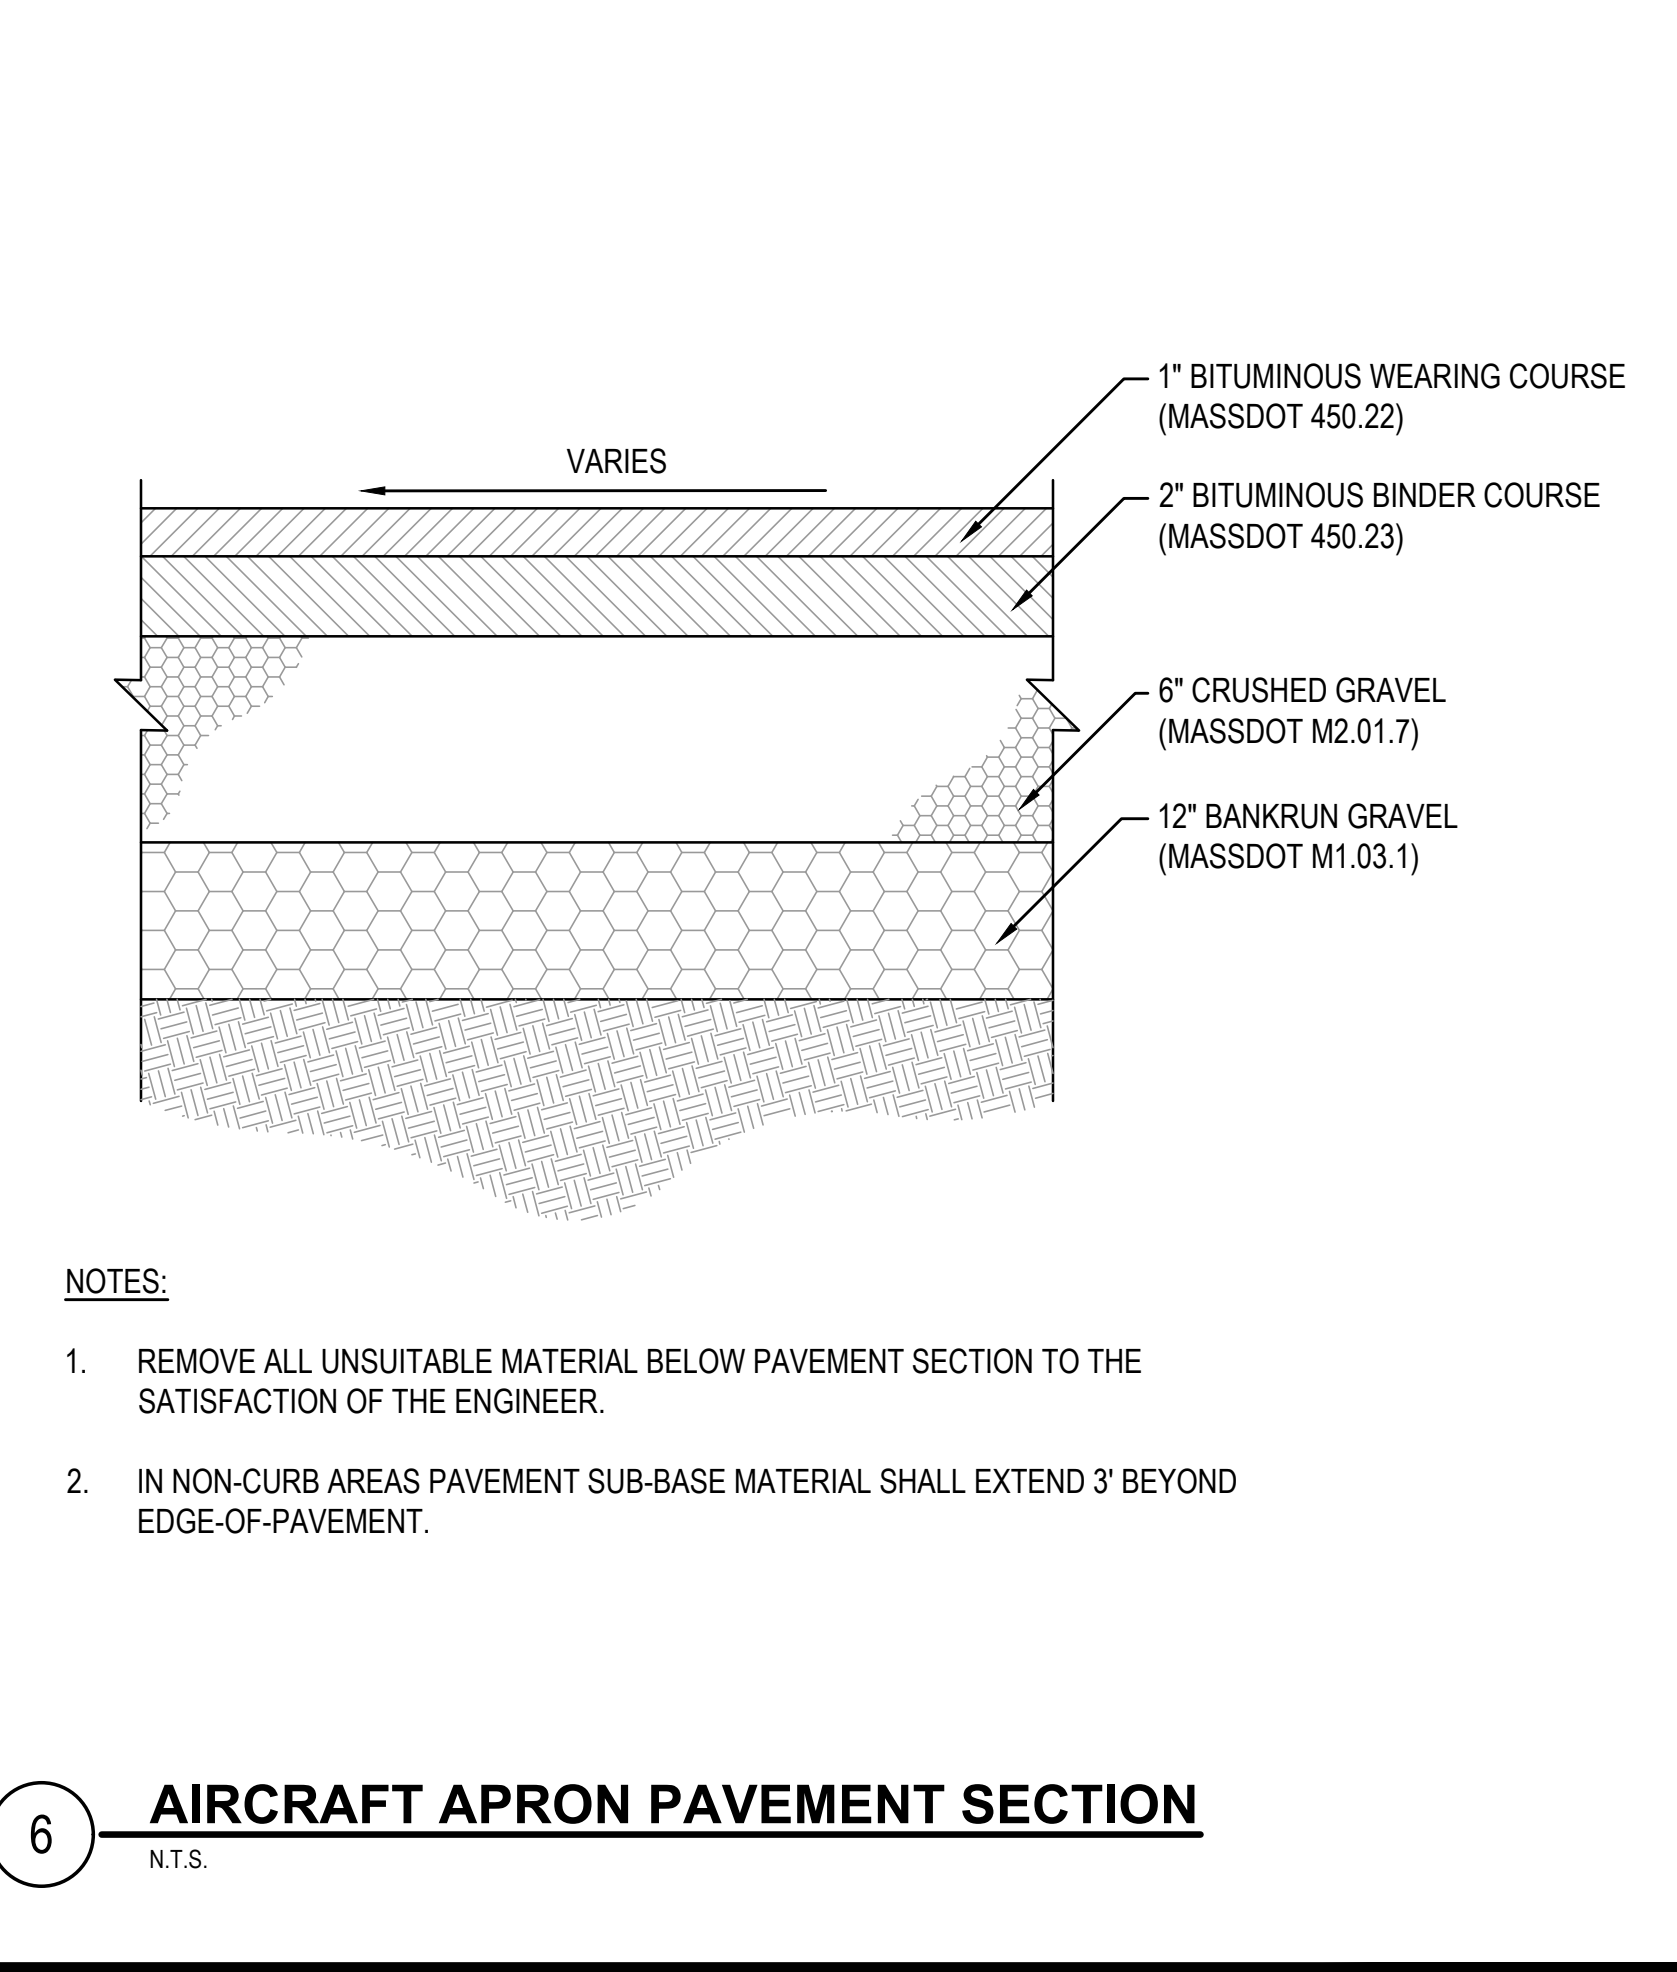 1" BITUMINOUS WEARING COURSE
(MASSDOT 450.22)
VARIES
2" BITUMINOUS BINDER COURSE
(MASSDOT 450.23)
6" CRUSHED GRAVEL
(MASSDOT M2.01.7)
12" BANKRUN GRAVEL
(MASSDOT M1.03.1)
NOTES:
1. REMOVE ALL UNSUITABLE MATERIAL BELOW PAVEMENT SECTION TO THE
SATISFACTION OF THE ENGINEER.
2. IN NON-CURB AREAS PAVEMENT SUB-BASE MATERIAL SHALL EXTEND 3' BEYOND
EDGE-OF-PAVEMENT.
6 AIRCRAFT APRON PAVEMENT SECTION
N.T.S.